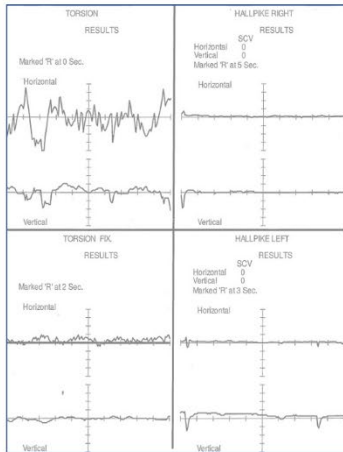 TORSION
RESULTS
Marked 'R' at 0 Sec.
Horizontal
Vertical
HALLPIKE RIGHT
RESULTS
SCV
Horizontal 0
Vertical 0
Marked 'R' at 5 Sec.
Horizontal
Vertical
TORSION FIX.
RESULTS
Marked 'R' at 2 Sec.
Horizontal
Vertical
HALLPIKE LEFT
RESULTS
SCV
Horizontal 0
Vertical 0
Marked 'R' at 3 Sec.
Horizontal
Vertical